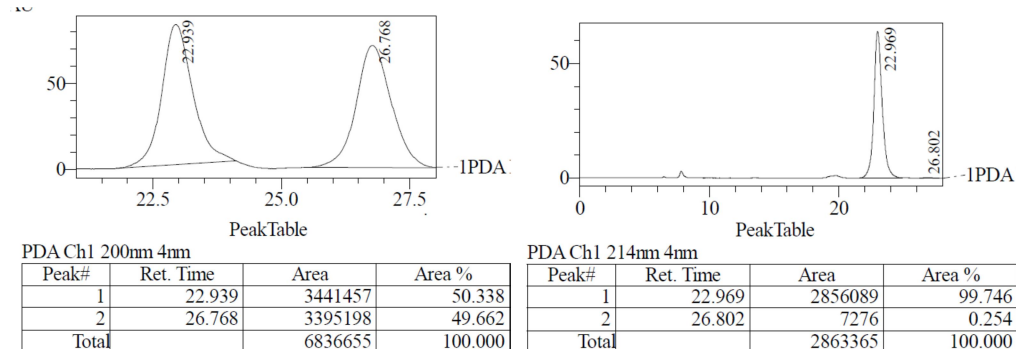 22.939
26.768
50
0
1PDA
22.5
25.0
27.5
PeakTable
PDA Ch1 200nm 4nm
Peak# Ret. Time Area Area %
1 22.939 3441457 50.338
2 26.768 3395198 49.662
Total 6836655 100.000
22.969
26.802
50
0
1PDA
0
10
20
PeakTable
PDA Ch1 214nm 4nm
Peak# Ret. Time Area Area %
1 22.969 2856089 99.746
2 26.802 7276 0.254
Total 2863365 100.000